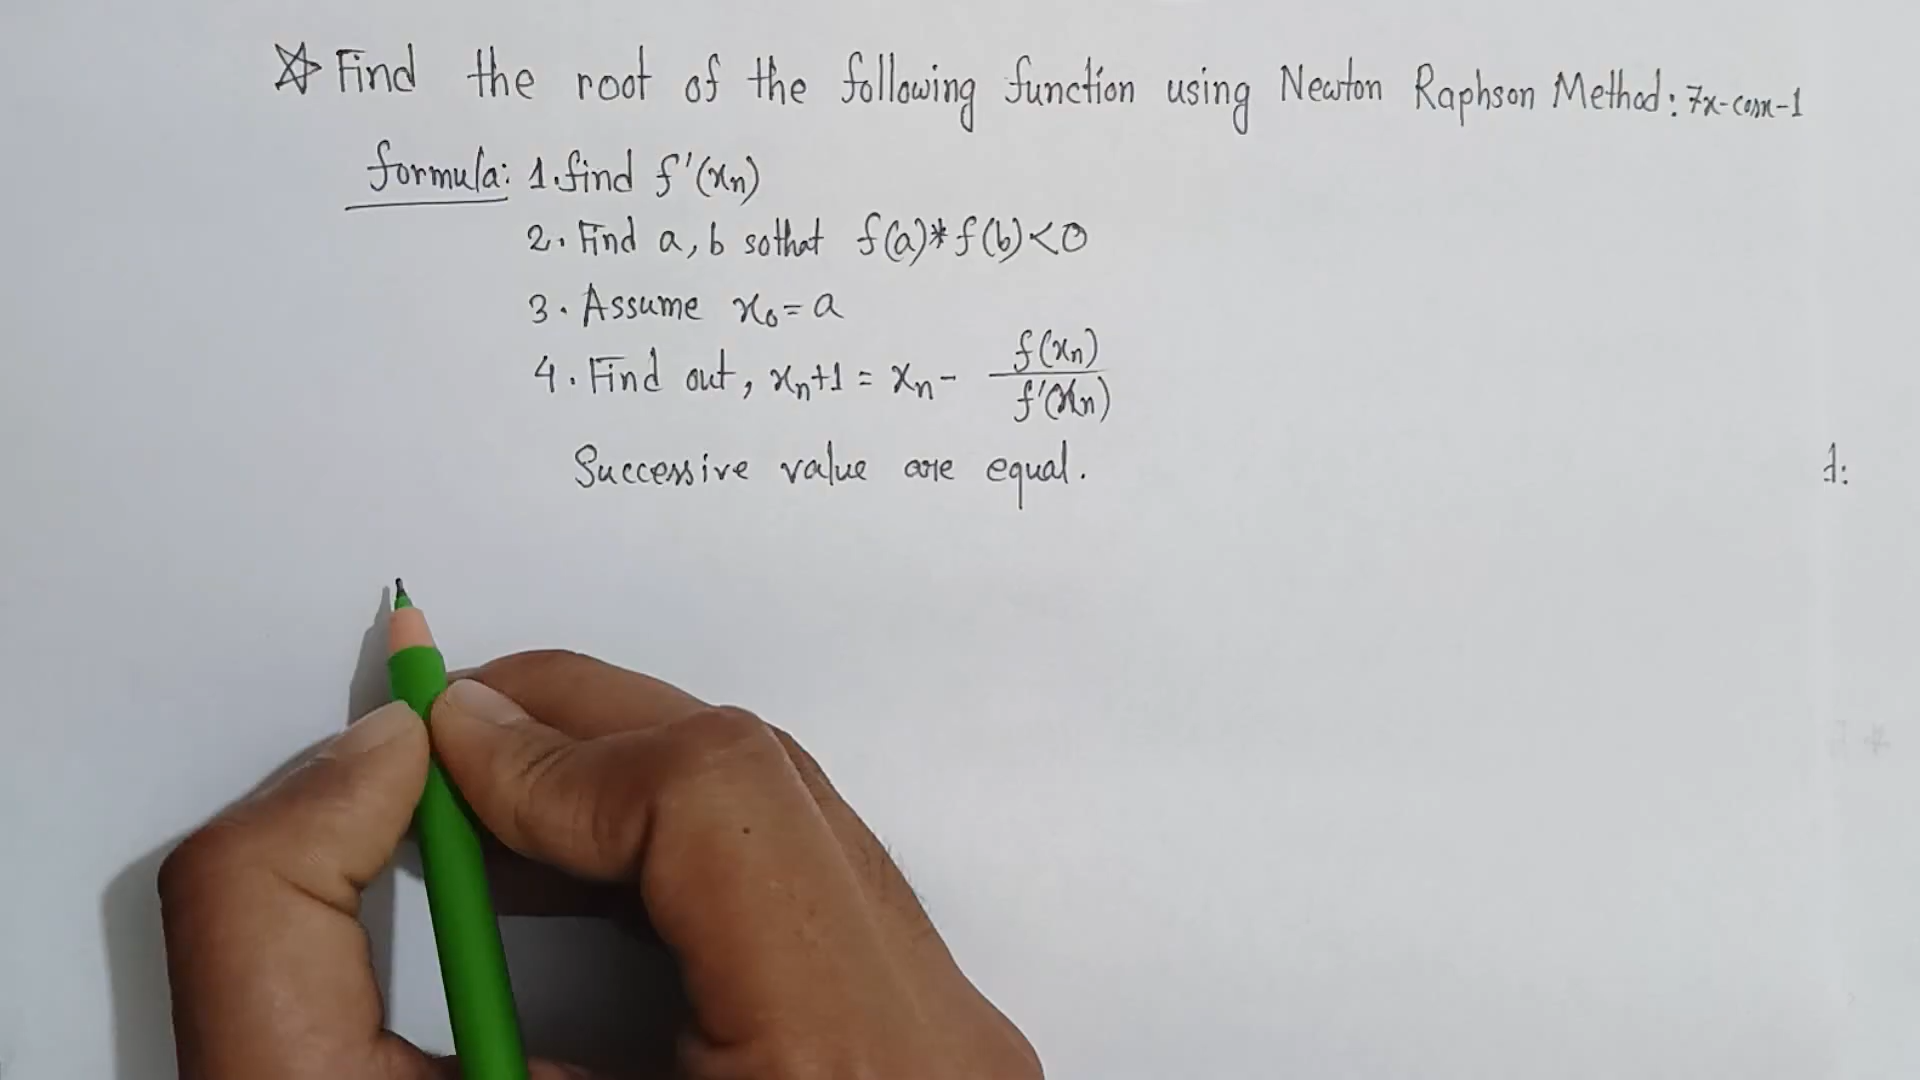 ☆ Find the root of the following function using Newton Raphson Method: 7x-cosx-1
formula: 1. find f'(xn)
2. Find a, b sothat f(a)*f(b)<0
3. Assume x₀=a
4. Find out, xn+1 = xn - f(xn)/f'(xn)
Successive value are equal.
1: